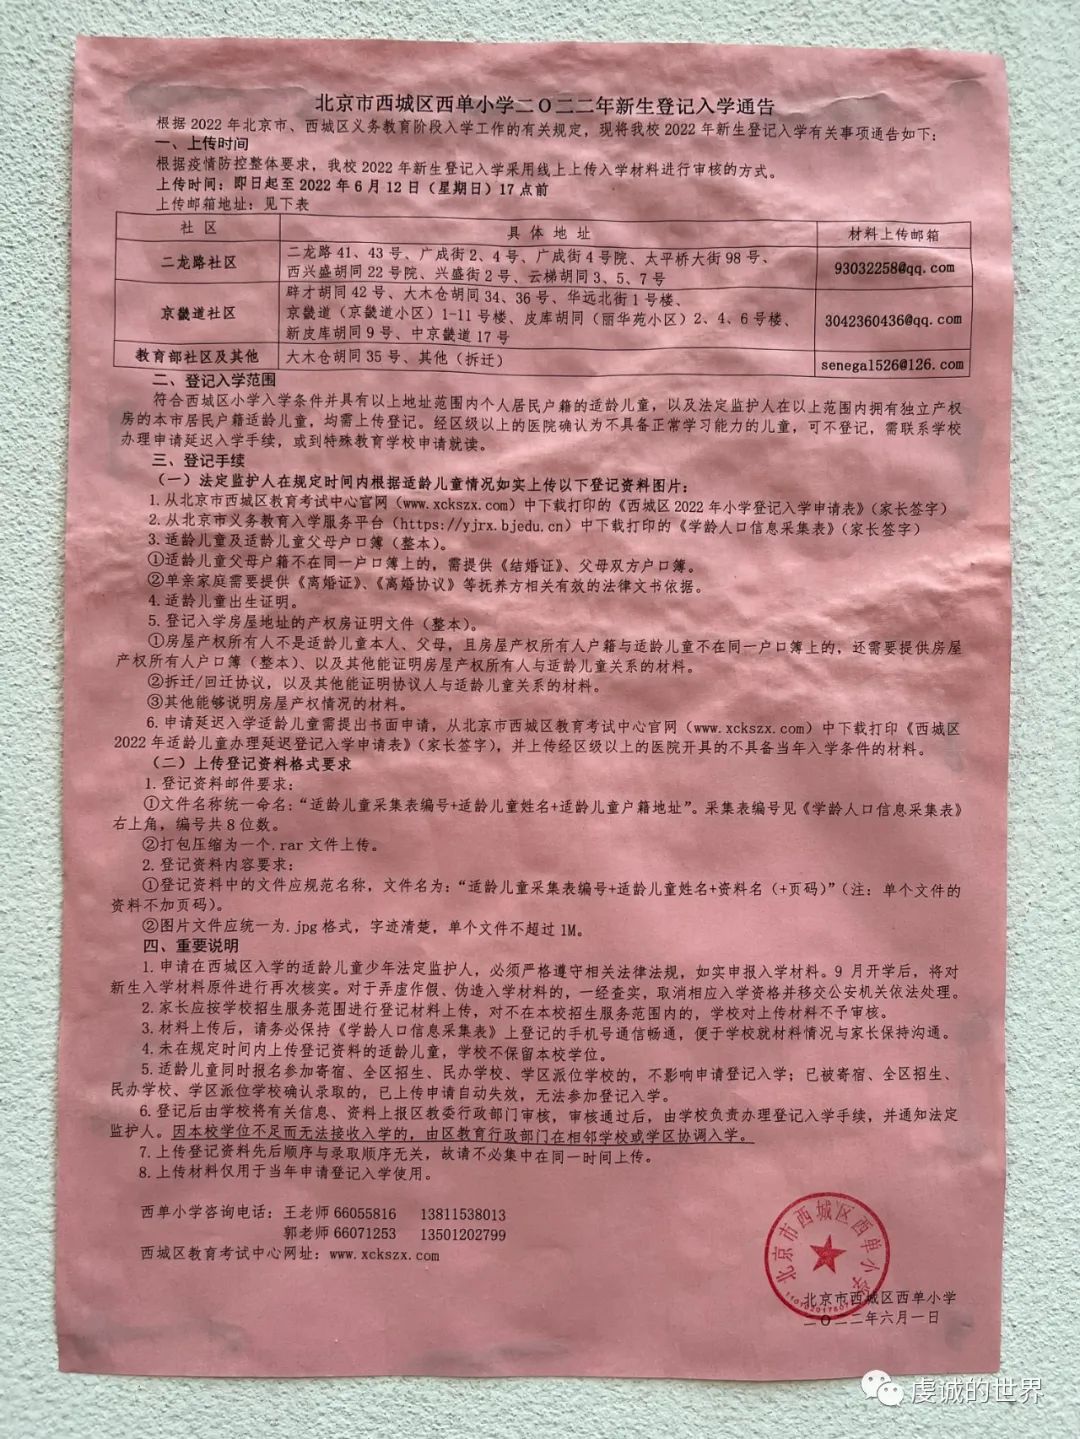 北京市西城区西单小学二〇二二年新生登记入学通告
根据 2022 年北京市、西城区义务教育阶段入学工作的有关规定，现将我校 2022 年新生登记入学有关事项通告如下：
一、上传时间
根据疫情防控整体要求，我校 2022 年新生登记入学采用线上上传入学材料进行审核的方式。
上传时间：即日起至 2022 年 6 月 12 日（星期日）17 点前
上传邮箱地址：见下表
社 区 具 体 地 址 材料上传邮箱
二龙路社区
二龙路 41、43 号、广成街 2、4 号、广成街 4 号院、太平桥大街 98 号、
西兴盛胡同 22 号院、兴盛街 2 号、云梯胡同 3、5、7 号
93032258@qq.com
京畿道社区
辟才胡同 42 号、大木仓胡同 34、36 号、华远北街 1 号楼、
京畿道（京畿道小区）1-11 号楼、皮库胡同（丽华苑小区）2、4、6 号楼、
新皮库胡同 9 号、中京畿道 17 号
3042360436@qq.com
教育部社区及其他 大木仓胡同 35 号、其他（拆迁） senegal526@126.com
二、登记入学范围
符合西城区小学入学条件并具有以上地址范围内个人居民户籍的适龄儿童，以及法定监护人在以上范围内拥有独立产权
房的本市居民户籍适龄儿童，均需上传登记。经区级以上的医院确认为不具备正常学习能力的儿童，可不登记，需联系学校
办理申请延迟入学手续，或到特殊教育学校申请就读。
三、登记手续
（一）法定监护人在规定时间内根据适龄儿童情况如实上传以下登记资料图片：
1.从北京市西城区教育考试中心官网（www.xckszx.com）中下载打印的《西城区 2022 年小学登记入学申请表》（家长签字）
2.从北京市义务教育入学服务平台（https://yjrx.bjedu.cn）中下载打印的《学龄人口信息采集表》（家长签字）
3.适龄儿童及适龄儿童父母户口簿（整本）。
①适龄儿童父母户籍不在同一户口簿上的，需提供《结婚证》、父母双方户口簿。
②单亲家庭需要提供《离婚证》、《离婚协议》等抚养方相关有效的法律文书依据。
4.适龄儿童出生证明。
5.登记入学房屋地址的产权房证明文件（整本）。
①房屋产权所有人不是适龄儿童本人、父母，且房屋产权所有人户籍与适龄儿童不在同一户口簿上的，还需要提供房屋
产权所有人户口簿（整本）、以及其他能证明房屋产权所有人与适龄儿童关系的材料。
②拆迁/回迁协议，以及其他能证明协议人与适龄儿童关系的材料。
③其他能够说明房屋产权情况的材料。
6.申请延迟入学适龄儿童需提出书面申请，从北京市西城区教育考试中心官网（www.xckszx.com）中下载打印《西城区
2022 年适龄儿童办理延迟登记入学申请表》（家长签字），并上传经区级以上的医院开具的不具备当年入学条件的材料。
（二）上传登记资料格式要求
1.登记资料邮件要求：
①文件名称统一命名：“适龄儿童采集表编号+适龄儿童姓名+适龄儿童户籍地址”。采集表编号见《学龄人口信息采集表》
右上角，编号共 8 位数。
②打包压缩为一个.rar 文件上传。
2.登记资料内容要求：
①登记资料中的文件应规范名称，文件名为：“适龄儿童采集表编号+适龄儿童姓名+资料名（+页码）”（注：单个文件的
资料不加页码）。
②图片文件应统一为.jpg 格式，字迹清楚，单个文件不超过 1M。
四、重要说明
1.申请在西城区入学的适龄儿童少年法定监护人，必须严格遵守相关法律法规，如实申报入学材料。9 月开学后，将对
新生入学材料原件进行再次核实。对于弄虚作假、伪造入学材料的，一经查实，取消相应入学资格并移交公安机关依法处理。
2.家长应按学校招生服务范围进行登记材料上传，对不在本校招生服务范围内的，学校对上传材料不予审核。
3.材料上传后，请务必保持《学龄人口信息采集表》上登记的手机号通信畅通，便于学校就材料情况与家长保持沟通。
4.未在规定时间内上传登记资料的适龄儿童，学校不保留本校学位。
5.适龄儿童同时报名参加寄宿、全区招生、民办学校、学区派位学校的，不影响申请登记入学；已被寄宿、全区招生、
民办学校、学区派位学校确认录取的，已上传申请自动失效，无法参加登记入学。
6.登记后由学校将有关信息、资料上报区教委行政部门审核，审核通过后，由学校负责办理登记入学手续，并通知法定
监护人。因本校学位不足而无法接收入学的，由区教育行政部门在相邻学校或学区协调入学。
7.上传登记资料先后顺序与录取顺序无关，故请不必集中在同一时间上传。
8.上传材料仅用于当年申请登记入学使用。
西单小学咨询电话：王老师 66055816 13811538013
郭老师 66071253 13501202799
西城区教育考试中心网址：www.xckszx.com
北京市西城区西单小学
北京市西城区西单小学
二〇二二年六月一日
虔诚的世界